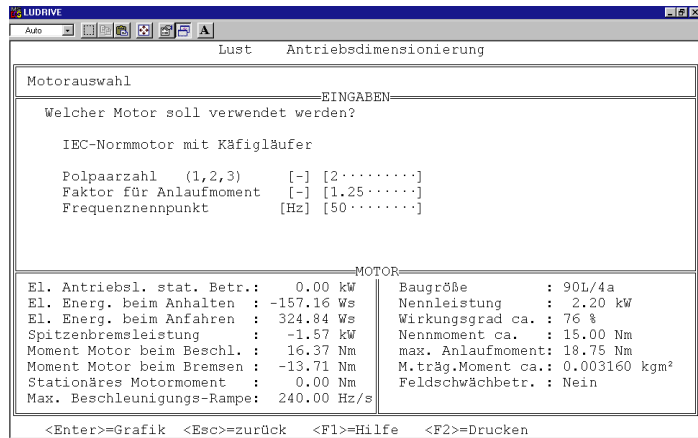 LUDRIVE
Auto
A
Lust Antriebsdimensionierung
Motorauswahl
EINGABEN
Welcher Motor soll verwendet werden?
IEC-Normmotor mit Käfigläufer
Polpaarzahl (1,2,3) [-] [2·········]
Faktor für Anlaufmoment [-] [1.25······]
Frequenznennpunkt [Hz] [50········]
MOTOR
El. Antriebsl. stat. Betr.: 0.00 kW
El. Energ. beim Anhalten : -157.16 Ws
El. Energ. beim Anfahren : 324.84 Ws
Spitzenbremsleistung : -1.57 kW
Moment Motor beim Beschl. : 16.37 Nm
Moment Motor beim Bremsen : -13.71 Nm
Stationäres Motormoment : 0.00 Nm
Max. Beschleunigungs-Rampe: 240.00 Hz/s
Baugröße : 90L/4a
Nennleistung : 2.20 kW
Wirkungsgrad ca. : 76 %
Nennmoment ca. : 15.00 Nm
max. Anlaufmoment: 18.75 Nm
M.träg.Moment ca.: 0.003160 kgm²
Feldschwächbetr. : Nein
<Enter>=Grafik <Esc>=zurück <F1>=Hilfe <F2>=Drucken